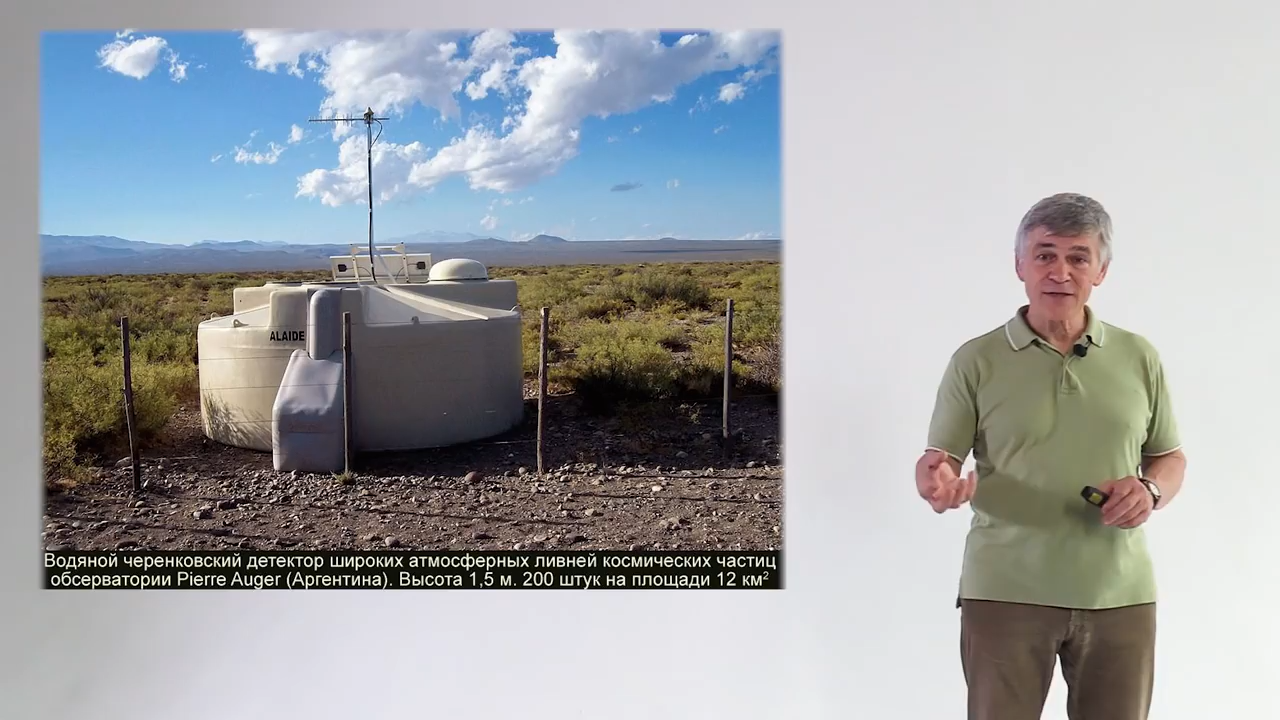 ALAIDE
Водяной черенковский детектор широких атмосферных ливней космических частиц
обсерватории Pierre Auger (Аргентина). Высота 1,5 м. 200 штук на площади 12 км²